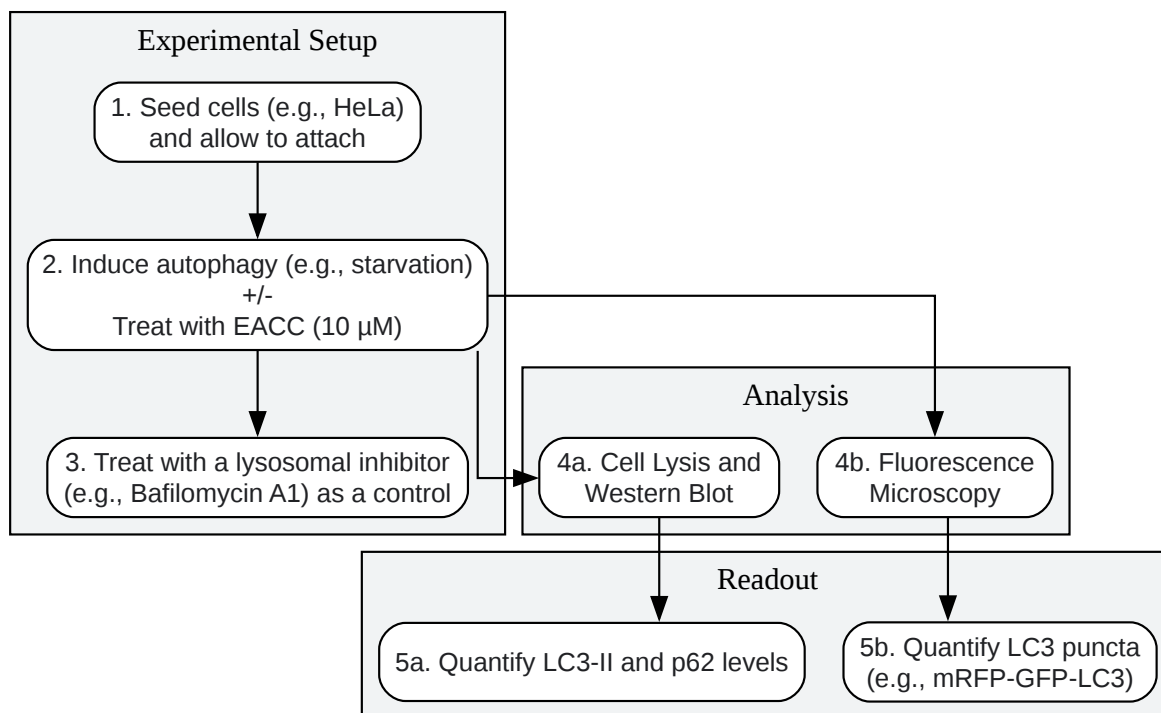 Experimental Setup
1. Seed cells (e.g., HeLa)
and allow to attach
2. Induce autophagy (e.g., starvation)
+/-
Treat with EACC (10 µM)
3. Treat with a lysosomal inhibitor
(e.g., Bafilomycin A1) as a control
Analysis
4a. Cell Lysis and
Western Blot
4b. Fluorescence
Microscopy
Readout
5a. Quantify LC3-II and p62 levels
5b. Quantify LC3 puncta
(e.g., mRFP-GFP-LC3)